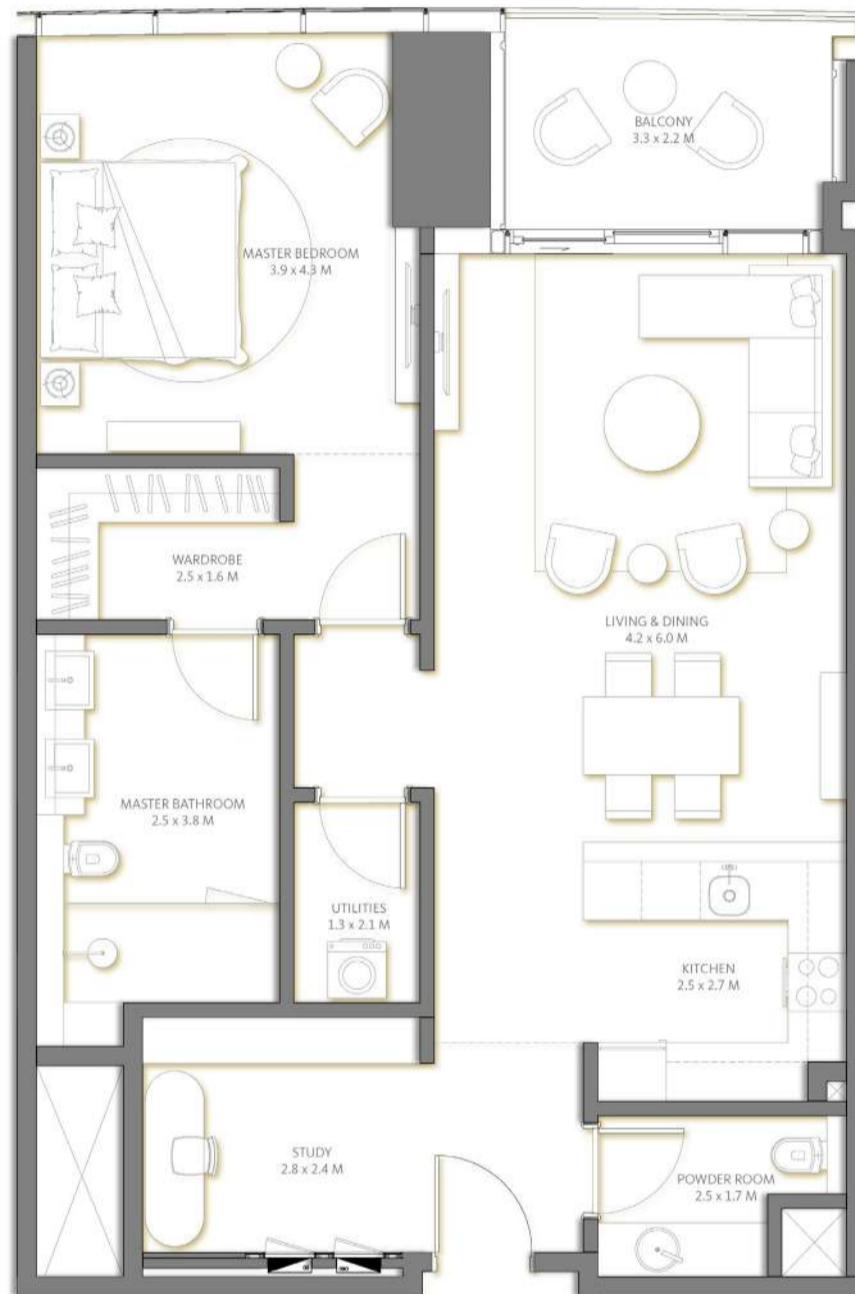 BALCONY
3.3 x 2.2 M
MASTER BEDROOM
3.9 x 4.3 M
WARDROBE
2.5 x 1.6 M
LIVING & DINING
4.2 x 6.0 M
MASTER BATHROOM
2.5 x 3.8 M
UTILITIES
1.3 x 2.1 M
KITCHEN
2.5 x 2.7 M
STUDY
2.8 x 2.4 M
POWDER ROOM
2.5 x 1.7 M